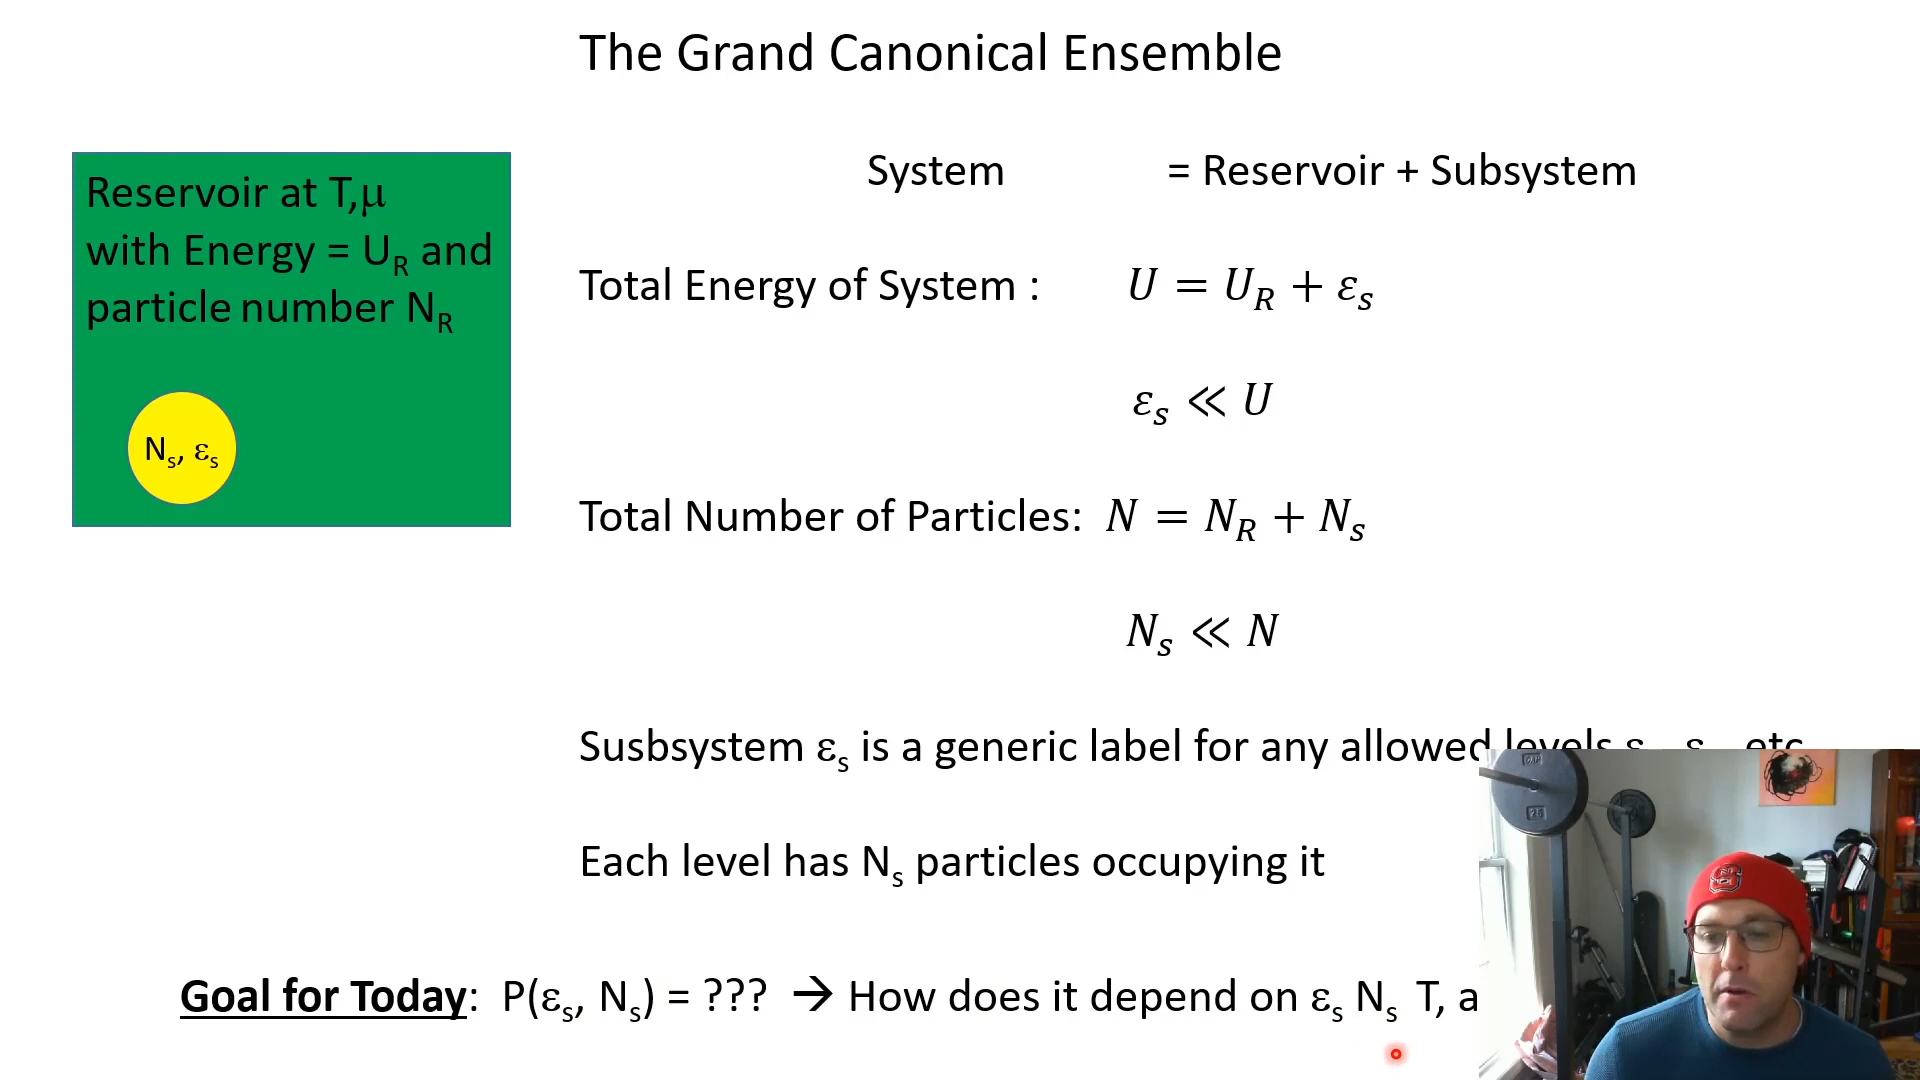 The Grand Canonical Ensemble
Reservoir at T,μ
with Energy = U_R and
particle number N_R
N_s, ε_s
System = Reservoir + Subsystem
Total Energy of System : U = U_R + ε_s
ε_s ≪ U
Total Number of Particles: N = N_R + N_s
N_s ≪ N
Susbsystem ε_s is a generic label for any allowed levels ε ε etc
Each level has N_s particles occupying it
Goal for Today: P(ε_s, N_s) = ??? → How does it depend on ε_s N_s T, a
25
S